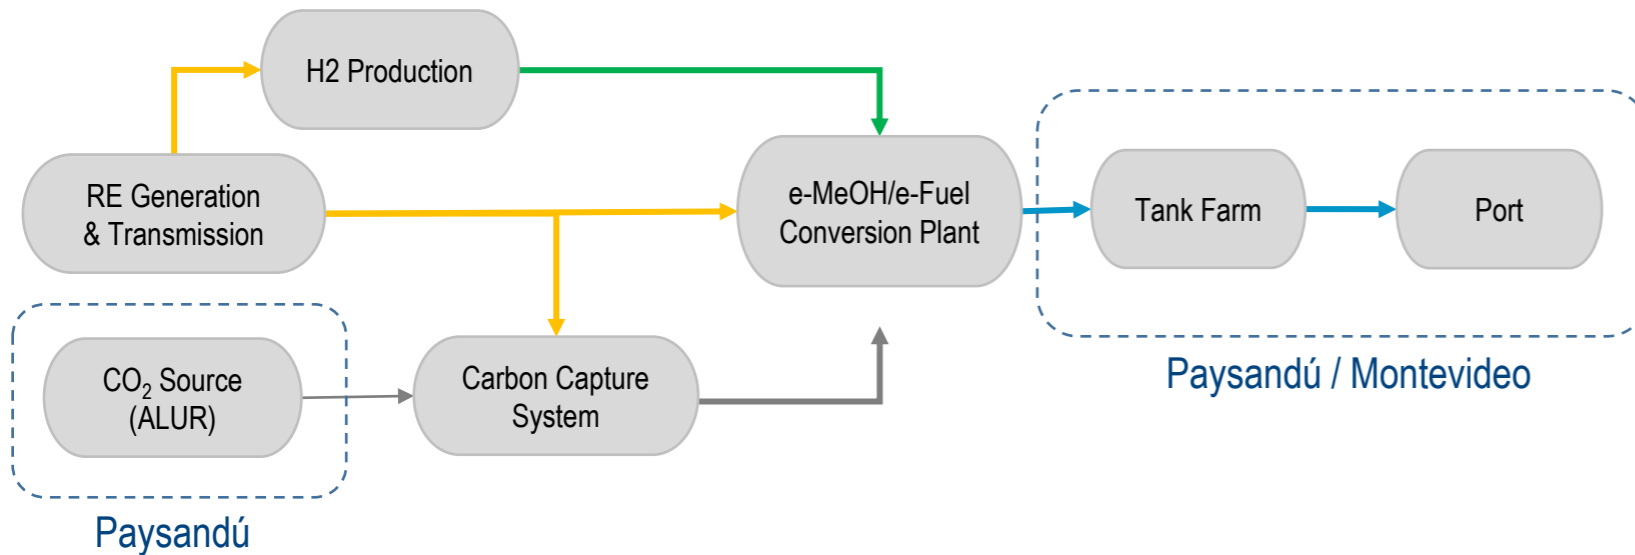 H2 Production
RE Generation
& Transmission
e-MeOH/e-Fuel
Conversion Plant
Tank Farm
Port
CO₂ Source
(ALUR)
Carbon Capture
System
Paysandú / Montevideo
Paysandú